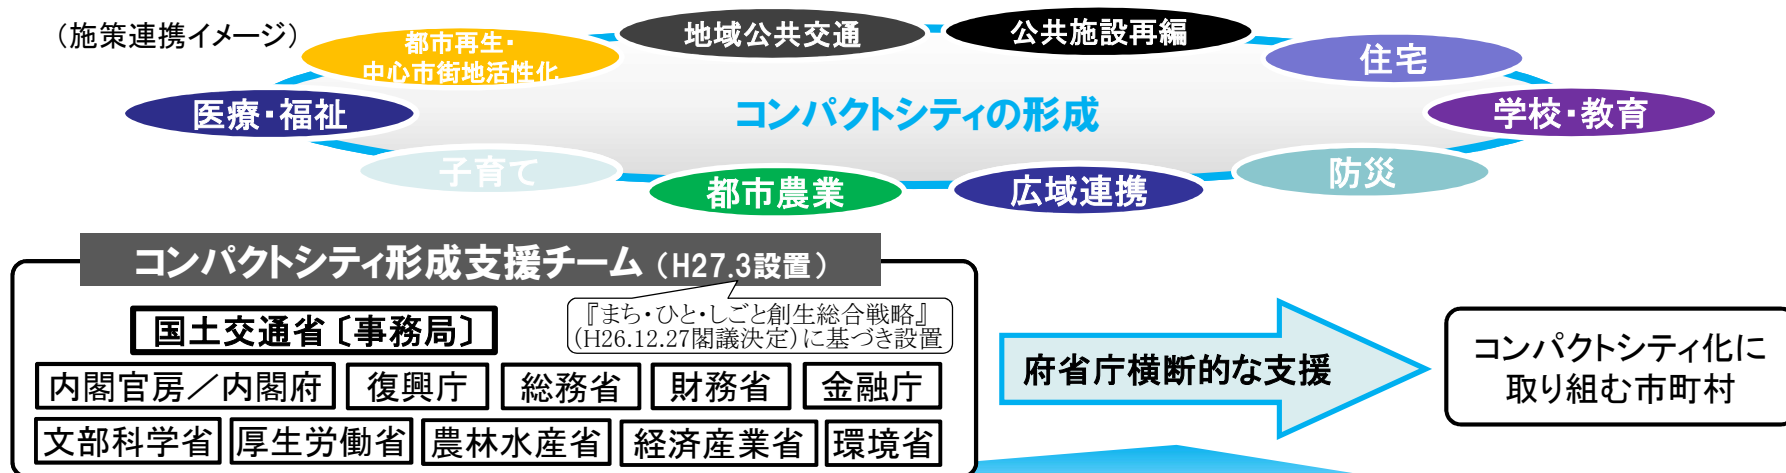 （施策連携イメージ）
都市再生・
中心市街地活性化
地域公共交通
公共施設再編
住宅
医療・福祉
コンパクトシティの形成
学校・教育
子育て
都市農業
広域連携
防災
コンパクトシティ形成支援チーム（H27.3設置）
国土交通省〔事務局〕
『まち・ひと・しごと創生総合戦略』
（H26.12.27閣議決定）に基づき設置
内閣官房／内閣府
復興庁
総務省
財務省
金融庁
文部科学省
厚生労働省
農林水産省
経済産業省
環境省
府省庁横断的な支援
コンパクトシティ化に
取り組む市町村